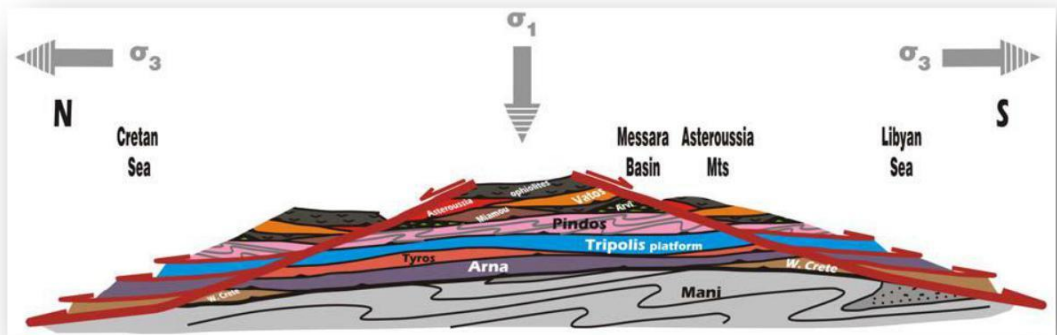 σ1
σ3
σ3
N
S
Cretan
Sea
Messara
Basin
Asteroussia
Mts
Libyan
Sea
ophiolites
Asteroussia
Vatos
Miamou
Arvi
Pindos
Tripolis platform
Tyros
Arna
W. Crete
W. Crete
Mani